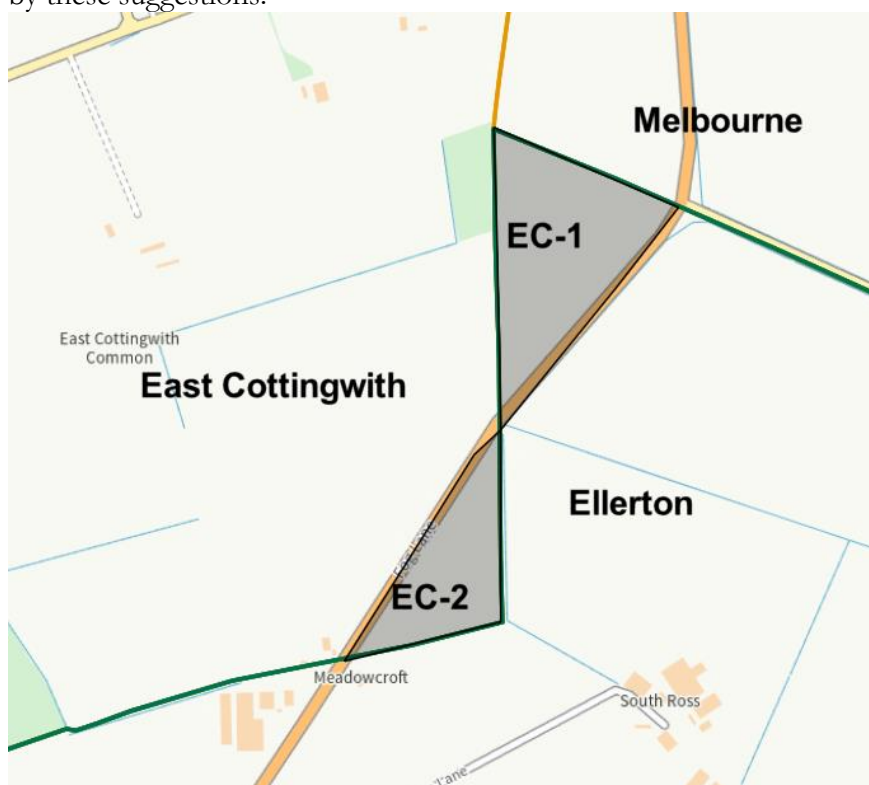 by these suggestions.
Melbourne
EC-1
East Cottingwith
Common
East Cottingwith
Ellerton
EC-2
Meadowcroft
South Ross